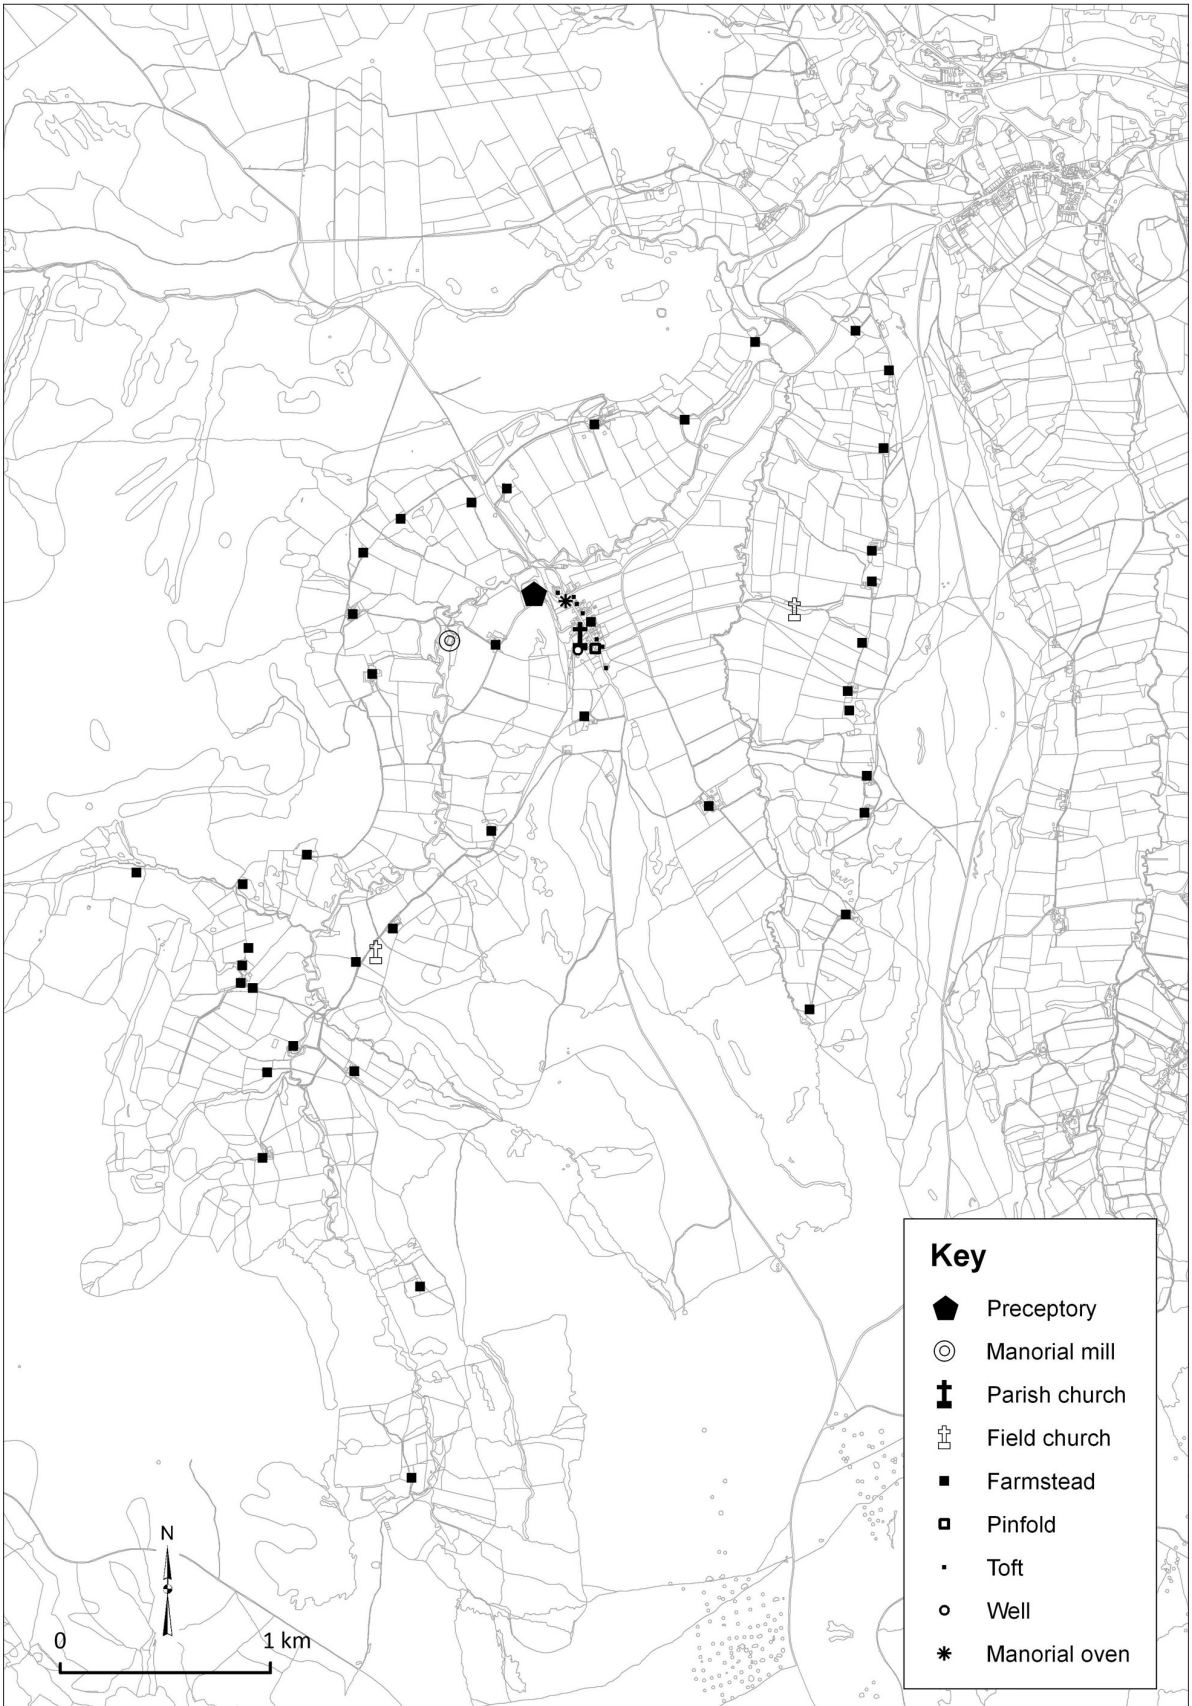 Key
Preceptory
Manorial mill
Parish church
Field church
Farmstead
Pinfold
Toft
Well
Manorial oven
N
0 1 km